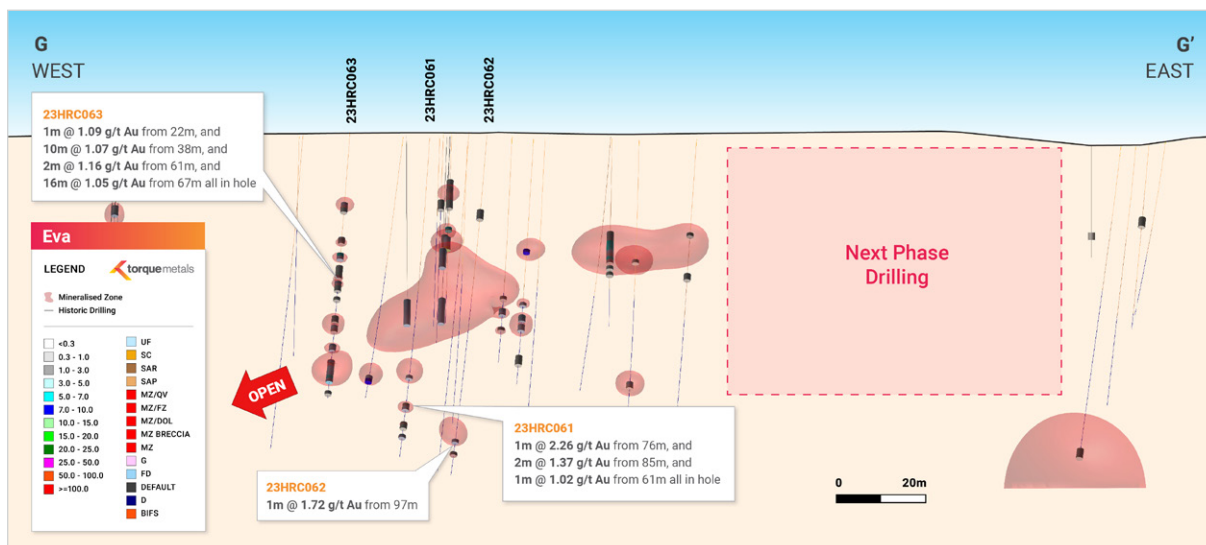 G
WEST
G’
EAST
23HRC063
23HRC061
23HRC062
23HRC063
1m @ 1.09 g/t Au from 22m, and
10m @ 1.07 g/t Au from 38m, and
2m @ 1.16 g/t Au from 61m, and
16m @ 1.05 g/t Au from 67m all in hole
Eva
LEGEND
torquemetals
Mineralised Zone
Historic Drilling
<0.3
0.3 - 1.0
1.0 - 3.0
3.0 - 5.0
5.0 - 7.0
7.0 - 10.0
10.0 - 15.0
15.0 - 20.0
20.0 - 25.0
25.0 - 50.0
50.0 - 100.0
>=100.0
UF
SC
SAR
SAP
MZ/QV
MZ/FZ
MZ/DOL
MZ BRECCIA
MZ
G
FD
DEFAULT
D
BIFS
OPEN
Next Phase
Drilling
23HRC061
1m @ 2.26 g/t Au from 76m, and
2m @ 1.37 g/t Au from 85m, and
1m @ 1.02 g/t Au from 61m all in hole
23HRC062
1m @ 1.72 g/t Au from 97m
0 20m